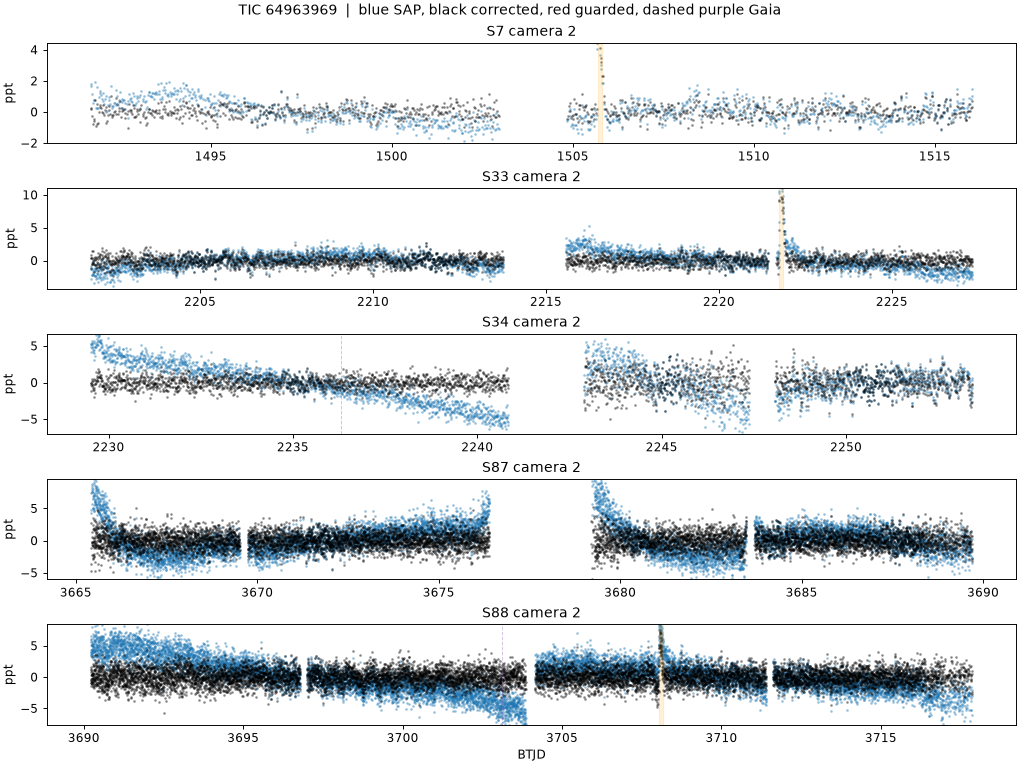 TIC 64963969 | blue SAP, black corrected, red guarded, dashed purple Gaia
S7 camera 2
ppt
4
2
0
−2
1495 1500 1505 1510 1515
S33 camera 2
ppt
10
5
0
2205 2210 2215 2220 2225
S34 camera 2
ppt
5
0
−5
2230 2235 2240 2245 2250
S87 camera 2
ppt
5
0
−5
3665 3670 3675 3680 3685 3690
S88 camera 2
ppt
5
0
−5
3690 3695 3700 3705 3710 3715
BTJD